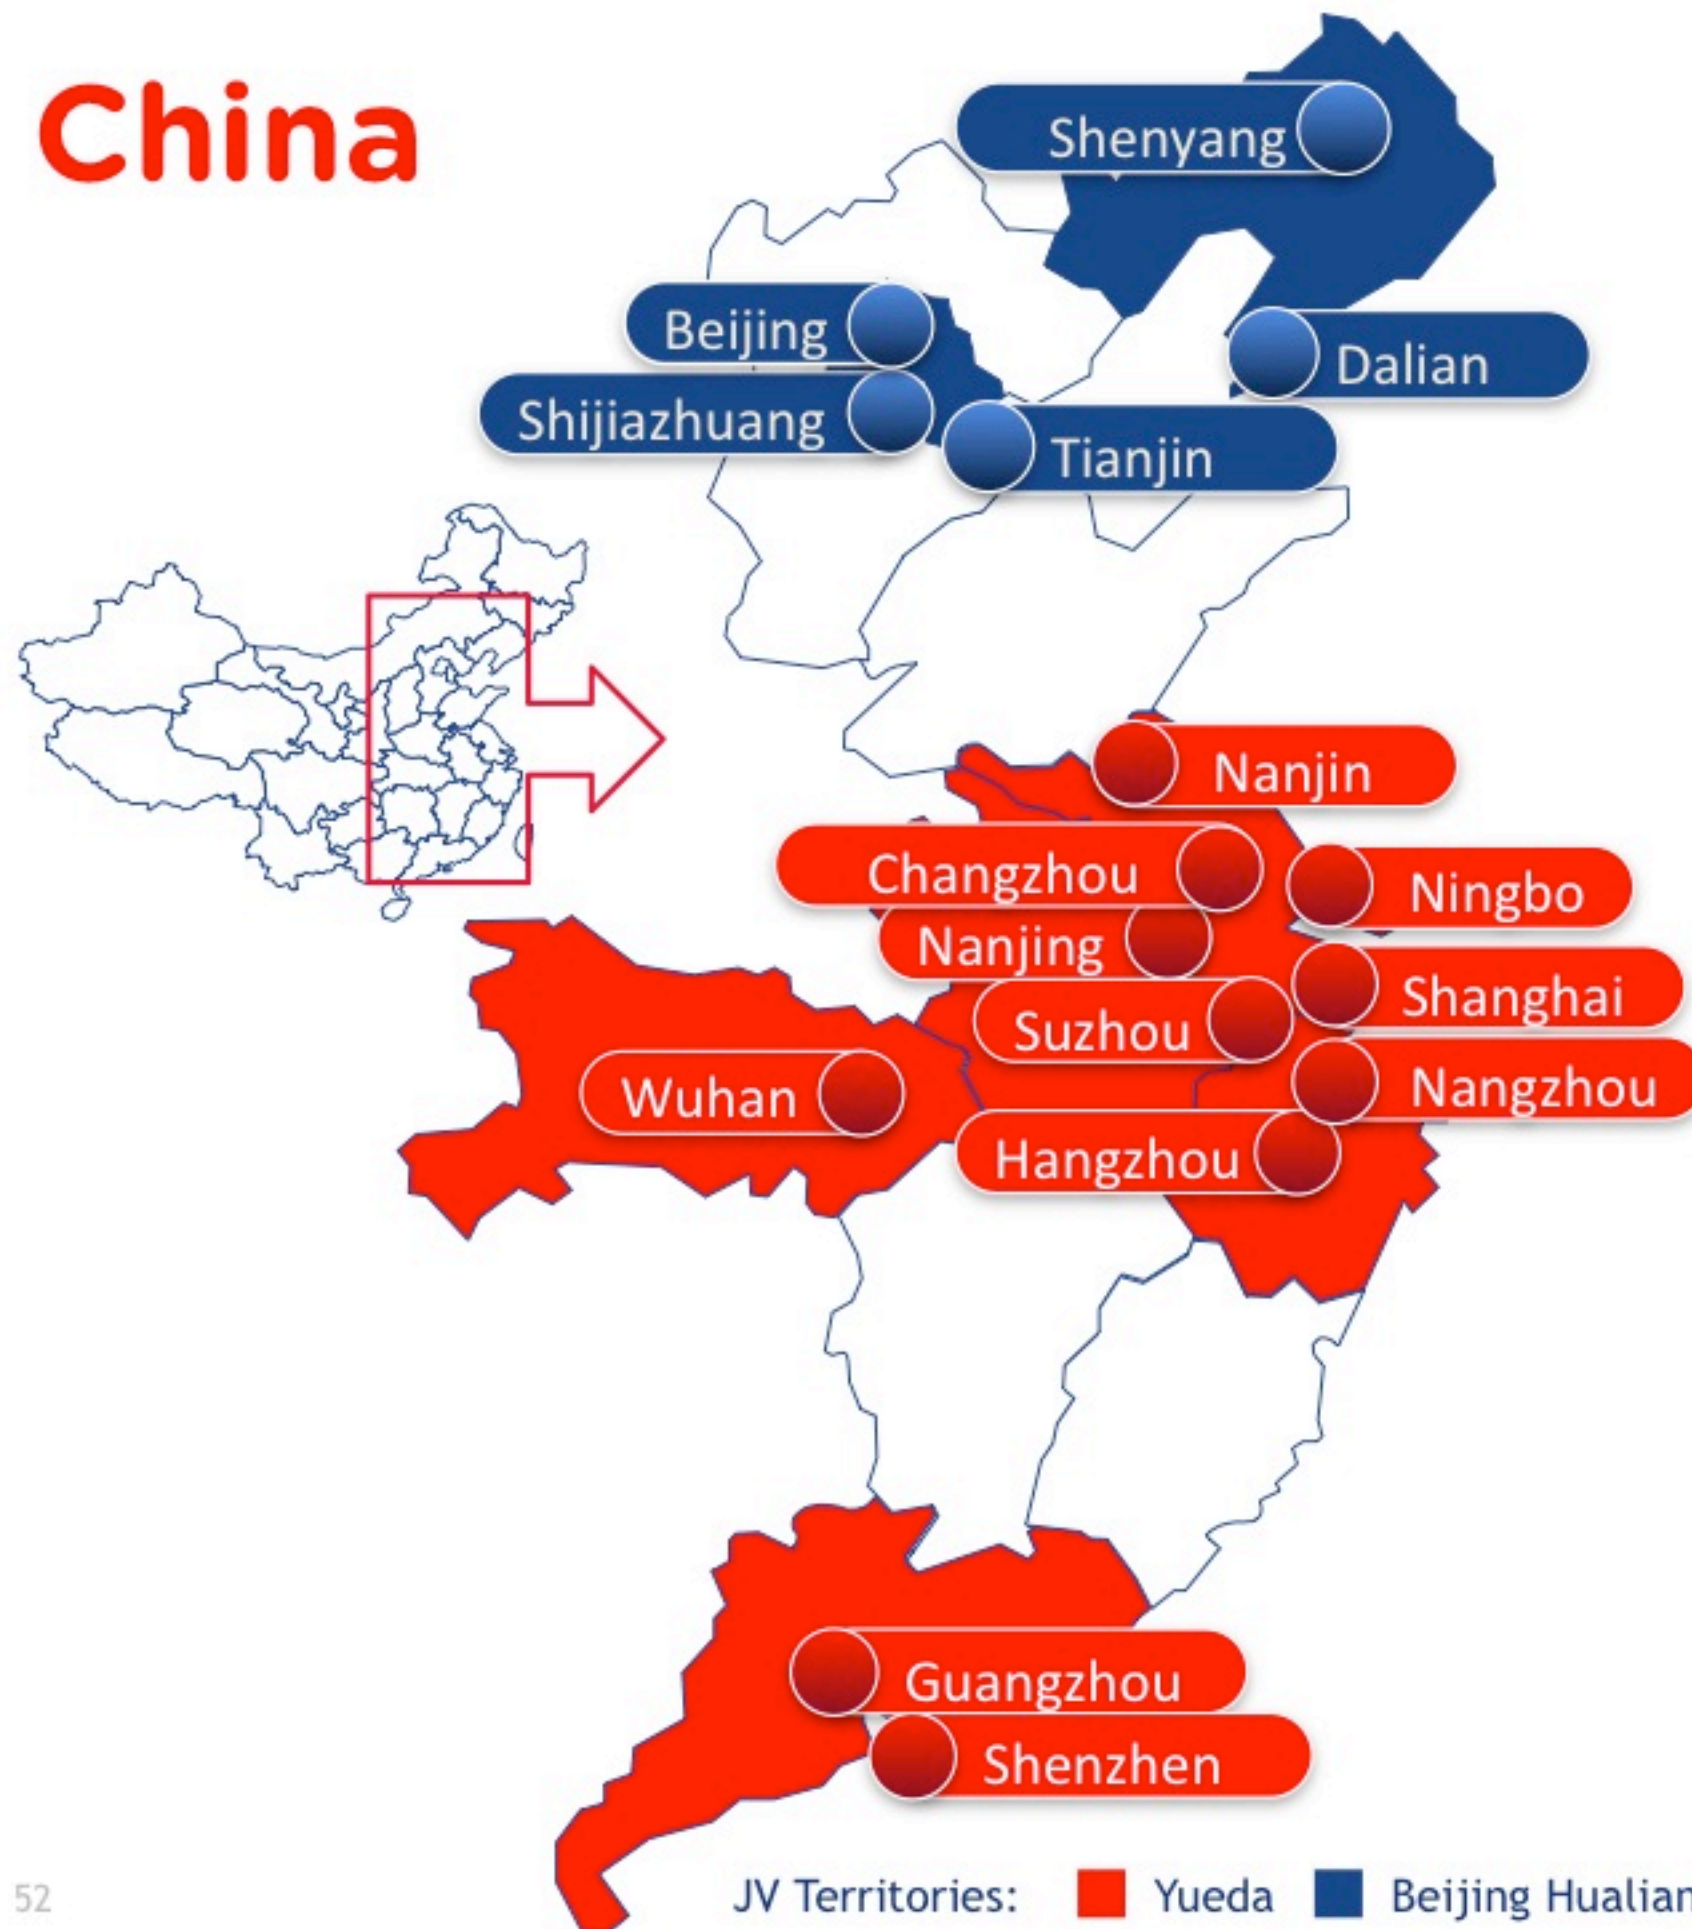 China
Shenyang
Beijing
Dalian
Shijiazhuang
Tianjin
Nanjin
Changzhou
Ningbo
Nanjing
Shanghai
Suzhou
Nangzhou
Wuhan
Hangzhou
Guangzhou
Shenzhen
52
JV Territories: Yueda Beijing Hualian